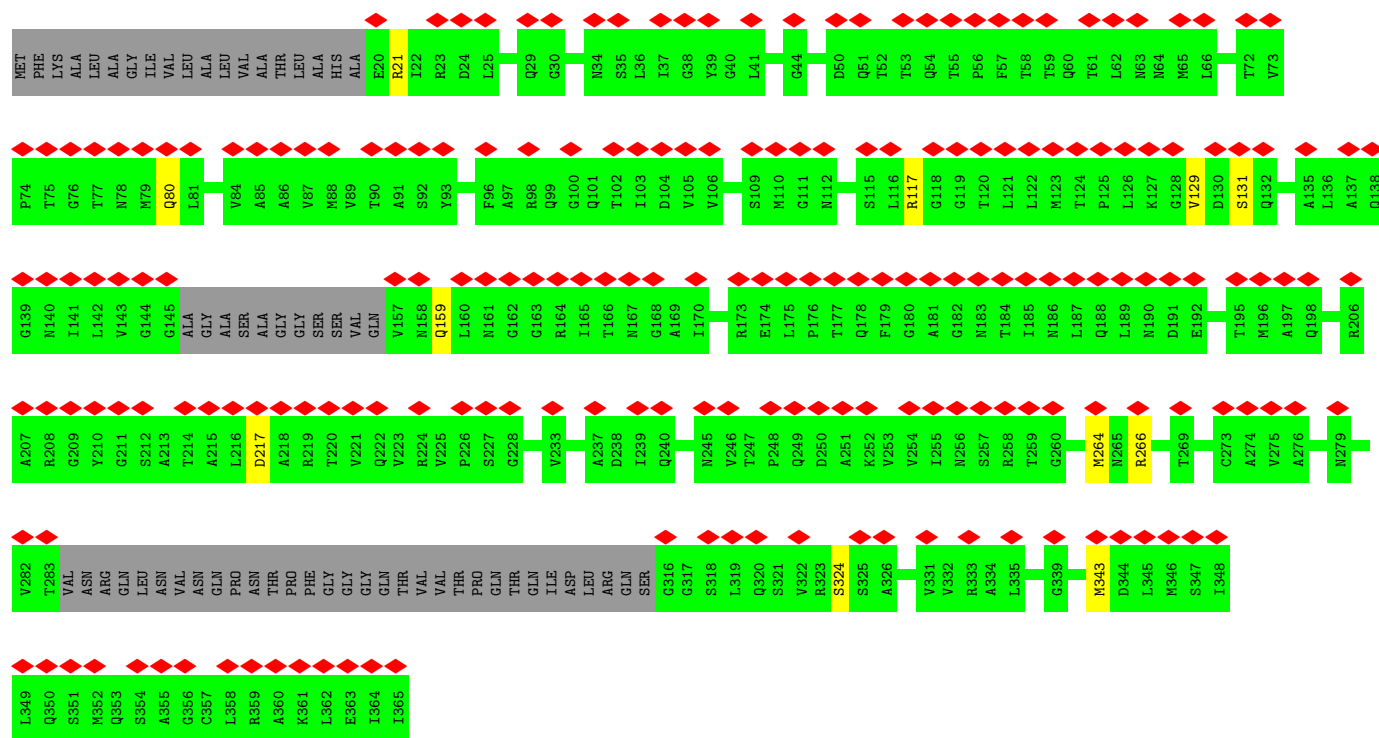 MET PHE LYS ALA LEU ALA GLY ILE VAL LEU ALA LEU VAL ALA THR LEU ALA HIS ALA E20 R21 I22 R23 D24 L25 Q29 G30 N34 S35 L36 I37 G38 Y39 G40 L41 G44 D50 Q51 T52 T53 Q54 T55 P56 F57 T58 T59 Q60 T61 L62 N63 N64 M65 L66 T72 V73
P74 T75 G76 T77 N78 M79 Q80 L81 V84 A85 A86 V87 M88 V89 T90 A91 S92 Y93 F96 A97 R98 Q99 G100 Q101 T102 I103 D104 V105 V106 S109 M110 G111 N112 S115 L116 R117 G118 G119 T120 L121 L122 M123 T124 P125 L126 K127 G128 V129 D130 S131 Q132 A135 L136 A137 Q138
G139 N140 I141 L142 V143 G144 G145 ALA GLY ALA SER ALA GLY GLY SER SER VAL GLN V157 N158 Q159 L160 N161 G162 G163 R164 I165 T166 N167 G168 A169 I170 R173 E174 L175 P176 T177 Q178 F179 G180 A181 G182 N183 T184 I185 N186 L187 Q188 L189 N190 D191 E192 T195 M196 A197 Q198 R206
A207 R208 G209 Y210 G211 S212 A213 T214 A215 L216 D217 A218 R219 T220 V221 Q222 V223 R224 V225 P226 S227 G228 V233 A237 D238 I239 Q240 N245 V246 T247 P248 Q249 D250 A251 K252 V253 V254 I255 N256 S257 R258 T259 G260 M264 N265 R266 T269 C273 A274 V275 A276 N279
V282 T283 VAL ASN ARG GLN LEU ASN VAL ASN GLN PRO ASN THR PRO PHE GLY GLY GLY GLN THR VAL VAL THR PRO GLN THR GLN ILE ASP LEU ARG GLN SER G316 G317 S318 L319 Q320 S321 V322 R323 S324 S325 A326 V331 V332 R333 A334 L335 G339 M343 D344 L345 M346 S347 I348
L349 Q350 S351 M352 Q353 S354 A355 G356 C357 L358 R359 A360 K361 L362 E363 I364 I365